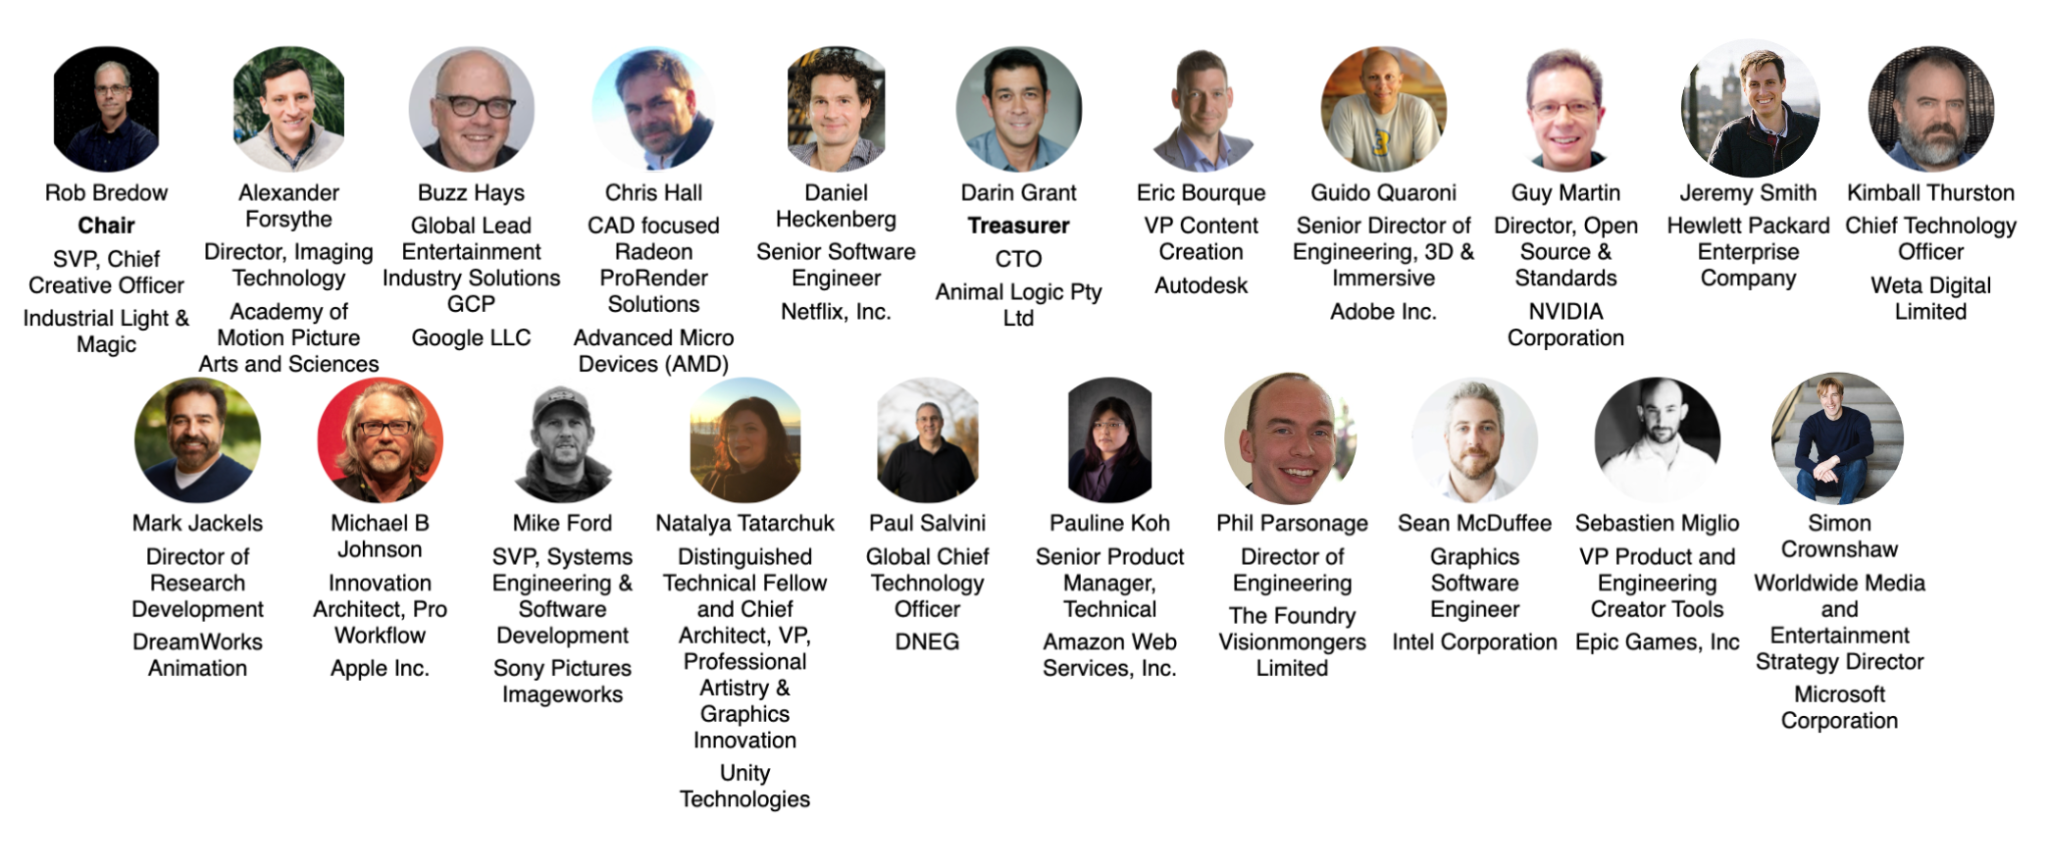 Rob Bredow
Chair
SVP, Chief
Creative Officer
Industrial Light &
Magic
Alexander
Forsythe
Director, Imaging
Technology
Academy of
Motion Picture
Arts and Sciences
Buzz Hays
Global Lead
Entertainment
Industry Solutions
GCP
Google LLC
Chris Hall
CAD focused
Radeon
ProRender
Solutions
Advanced Micro
Devices (AMD)
Daniel
Heckenberg
Senior Software
Engineer
Netflix, Inc.
Darin Grant
Treasurer
CTO
Animal Logic Pty
Ltd
Eric Bourque
VP Content
Creation
Autodesk
3
Guido Quaroni
Senior Director of
Engineering, 3D &
Immersive
Adobe Inc.
Guy Martin
Director, Open
Source &
Standards
NVIDIA
Corporation
Jeremy Smith
Hewlett Packard
Enterprise
Company
Kimball Thurston
Chief Technology
Officer
Weta Digital
Limited
Mark Jackels
Director of
Research
Development
DreamWorks
Animation
Michael B
Johnson
Innovation
Architect, Pro
Workflow
Apple Inc.
Mike Ford
SVP, Systems
Engineering &
Software
Development
Sony Pictures
Imageworks
Natalya Tatarchuk
Distinguished
Technical Fellow
and Chief
Architect, VP,
Professional
Artistry &
Graphics
Innovation
Unity
Technologies
Paul Salvini
Global Chief
Technology
Officer
DNEG
Pauline Koh
Senior Product
Manager,
Technical
Amazon Web
Services, Inc.
Phil Parsonage
Director of
Engineering
The Foundry
Visionmongers
Limited
Sean McDuffee
Graphics
Software
Engineer
Intel Corporation
Sebastien Miglio
VP Product and
Engineering
Creator Tools
Epic Games, Inc
Simon
Crownshaw
Worldwide Media
and
Entertainment
Strategy Director
Microsoft
Corporation